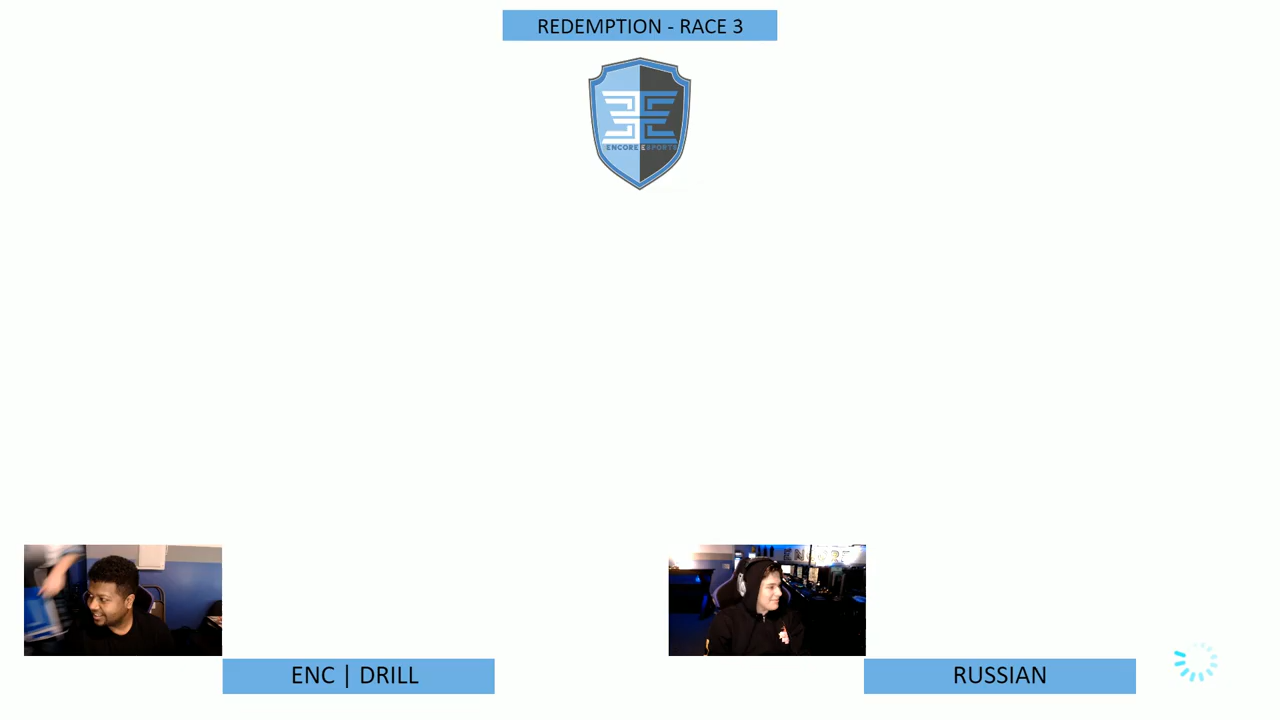 REDEMPTION - RACE 3
ENCORE ESPORTS
ENC | DRILL
RUSSIAN